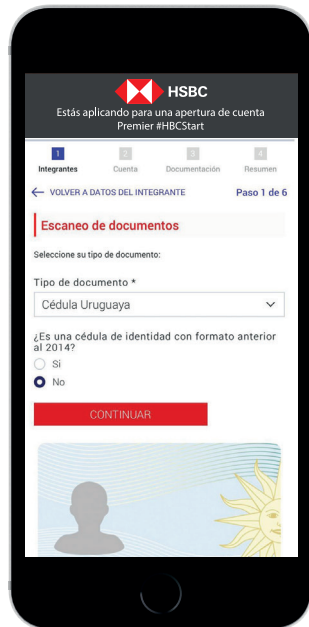 HSBC
Estás aplicando para una apertura de cuenta
Premier #HBCStart
1 2 3 4
Integrantes Cuenta Documentación Resumen
← VOLVER A DATOS DEL INTEGRANTE Paso 1 de 6
Escaneo de documentos
Seleccione su tipo de documento:
Tipo de documento *
Cédula Uruguaya
¿Es una cédula de identidad con formato anterior
al 2014?
Si
No
CONTINUAR